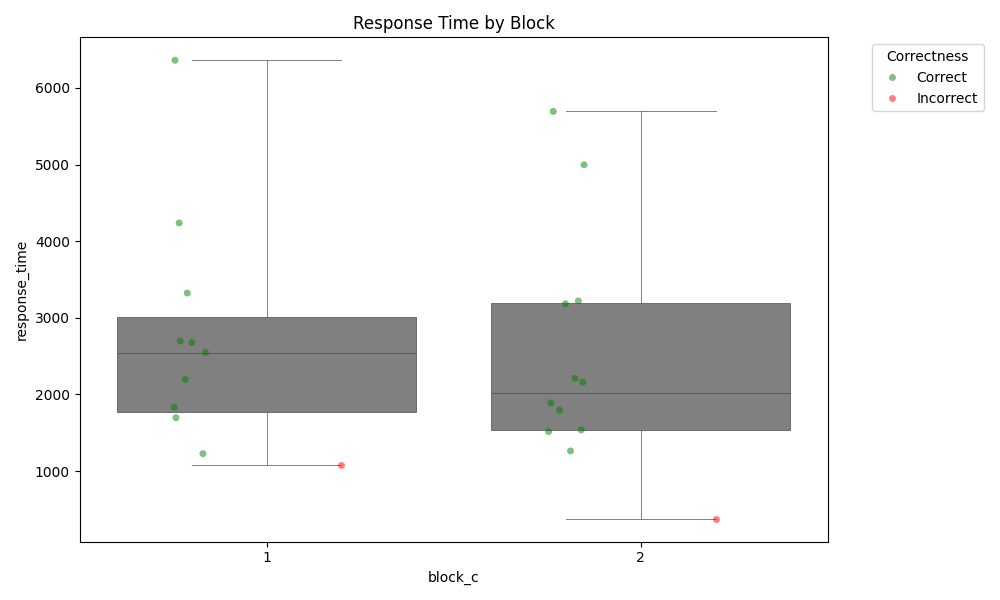 Response Time by Block
Correctness
Correct
Incorrect
6000
5000
4000
3000
2000
1000
response_time
1
2
block_c